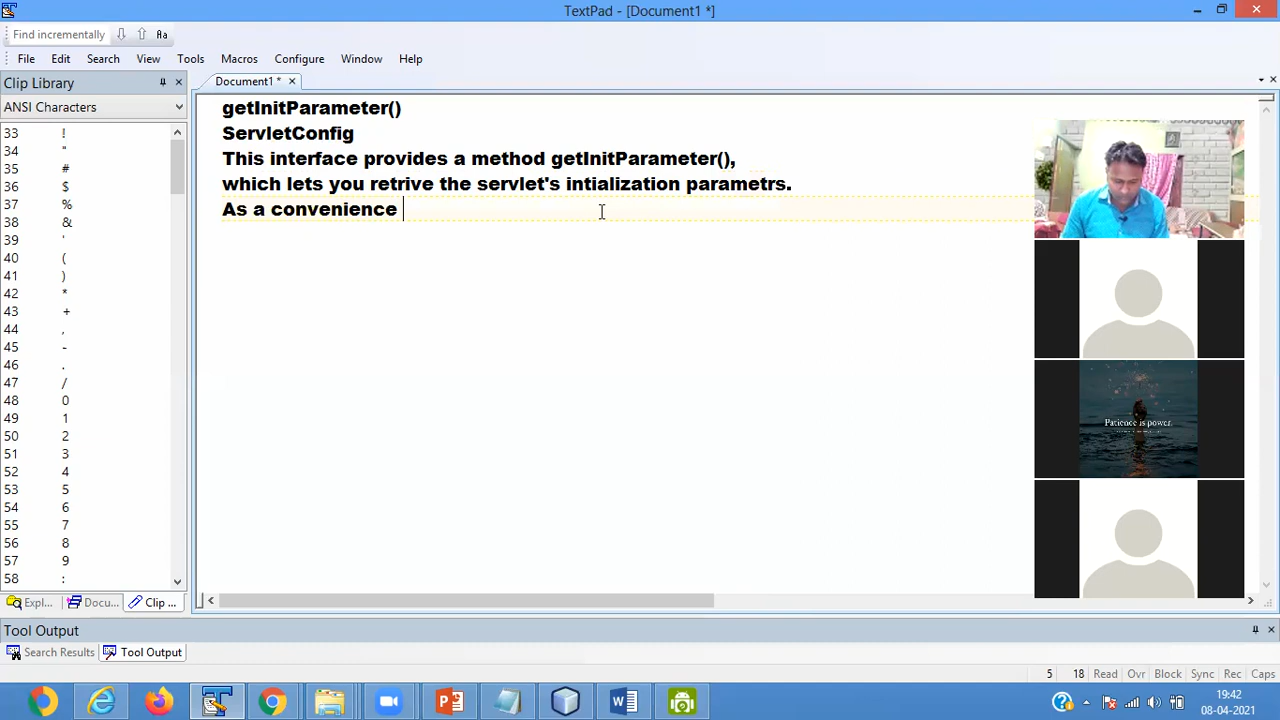 TextPad - [Document1 *]
Find incrementally
Aa
File Edit Search View Tools Macros Configure Window Help
Clip Library
Document1 *
ANSI Characters
33 !
34 "
35 #
36 $
37 %
38 &
39 '
40 (
41 )
42 *
43 +
44 ,
45 -
46 .
47 /
48 0
49 1
50 2
51 3
52 4
53 5
54 6
55 7
56 8
57 9
58 :
getInitParameter()
ServletConfig
This interface provides a method getInitParameter(),
which lets you retrive the servlet's intialization parametrs.
As a convenience
Patience is power.
Expl... Docu... Clip ...
Tool Output
Search Results Tool Output
5 18 Read Ovr Block Sync Rec Caps
19:42
08-04-2021